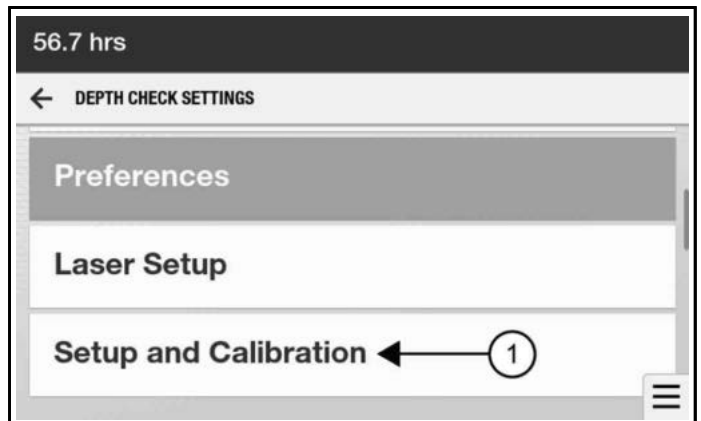 56.7 hrs
DEPTH CHECK SETTINGS
Preferences
Laser Setup
Setup and Calibration
1